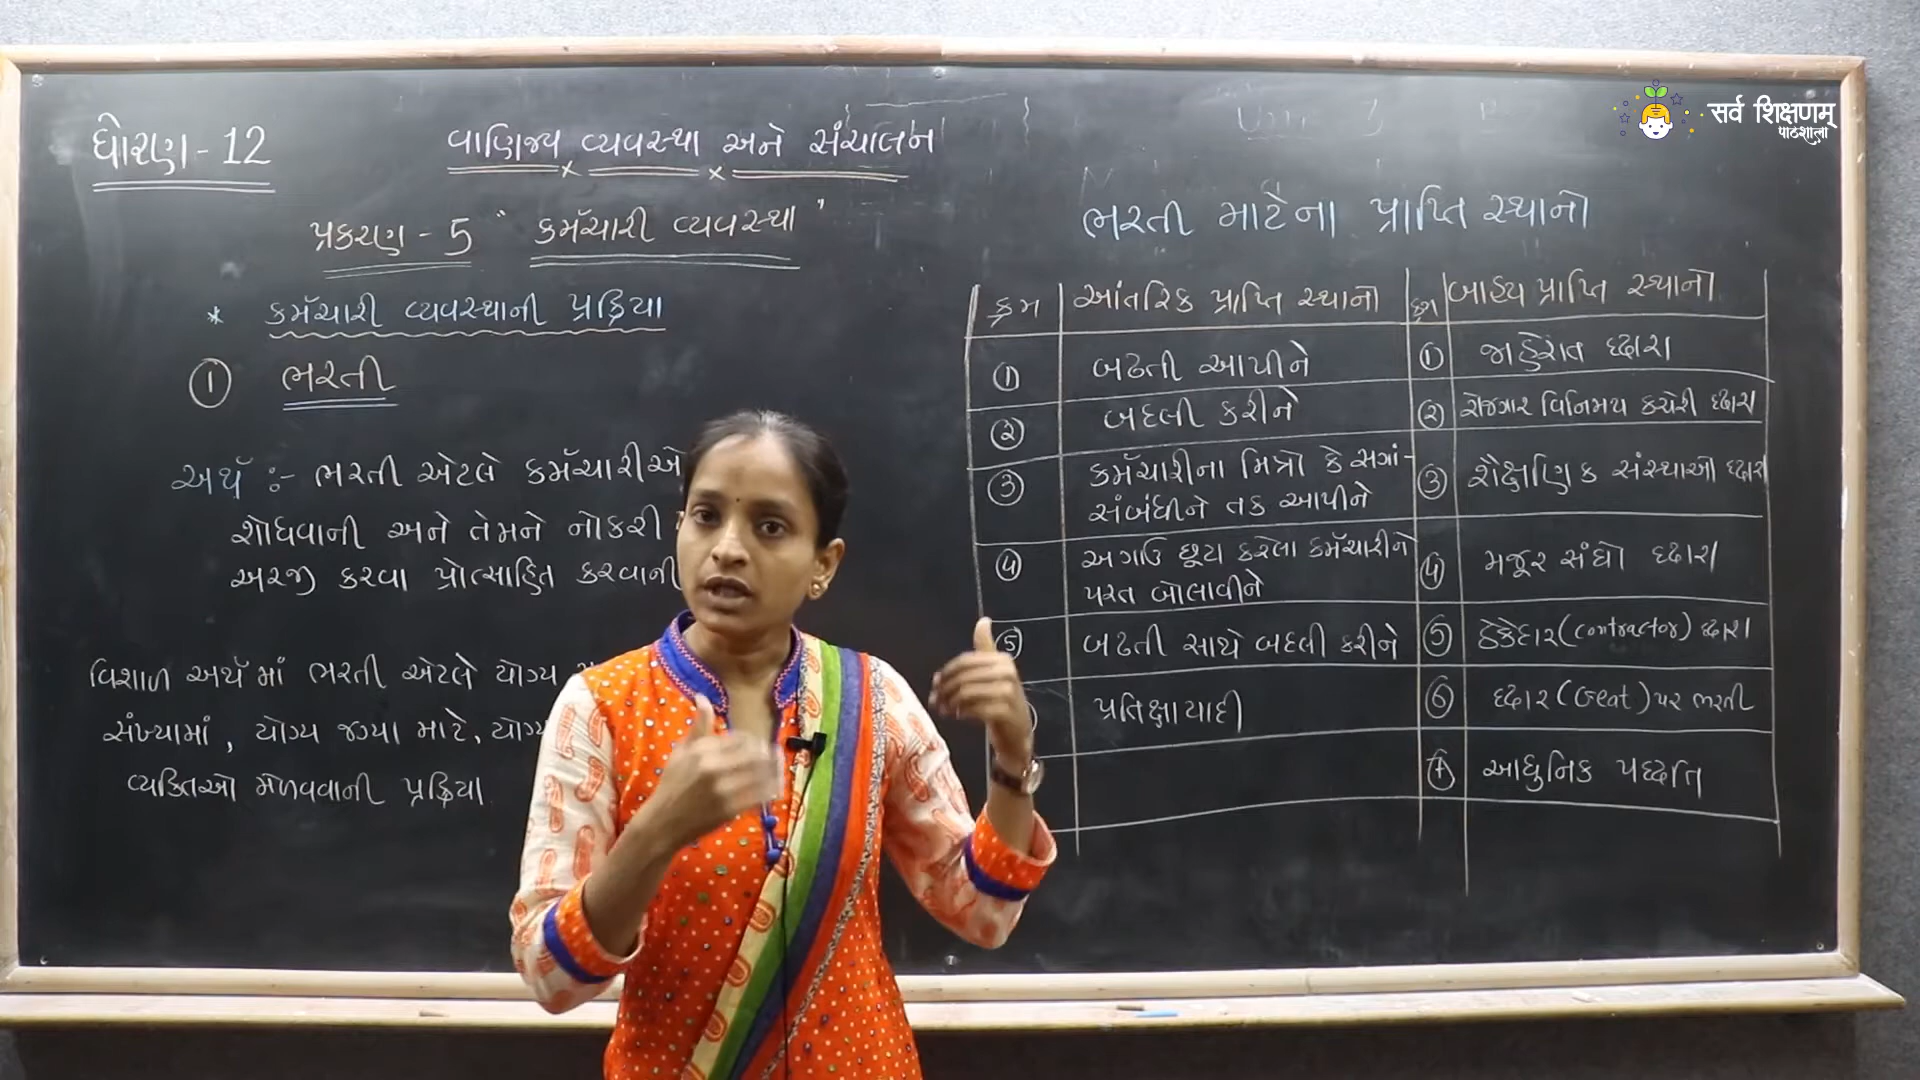 ધોરણ - 12
વાણિજ્ય વ્યવસ્થા અને સંચાલન
પ્રકરણ - 5 " કર્મચારી વ્યવસ્થા "
* કર્મચારી વ્યવસ્થાની પ્રક્રિયા
① ભરતી
અર્થ :- ભરતી એટલે કર્મચારીઓ
શોધવાની અને તેમને નોકરી
અરજી કરવા પ્રોત્સાહિત કરવાની
વિશાળ અર્થમાં ભરતી એટલે યોગ્ય
સંખ્યામાં, યોગ્ય જગ્યા માટે, યોગ્ય
વ્યક્તિઓ મેળવવાની પ્રક્રિયા
ભરતી માટેના પ્રાપ્તિ સ્થાનો
ક્રમ આંતરિક પ્રાપ્તિ સ્થાનો ક્રમ બાહ્ય પ્રાપ્તિ સ્થાનો
① બઢતી આપીને ① જાહેરાત દ્વારા
② બદલી કરીને ② રોજગાર વિનિમય કચેરી દ્વારા
③ કર્મચારીના મિત્રો કે સગાં-
સંબંધીને તક આપીને
③ શૈક્ષણિક સંસ્થાઓ દ્વારા
④ અગાઉ છૂટા કરેલા કર્મચારીને
પરત બોલાવીને
④ મજૂર સંઘો દ્વારા
⑤ બઢતી સાથે બદલી કરીને ⑤ ઠેકેદાર (Contractor) દ્વારા
પ્રતિક્ષાયાદી ⑥ દ્વાર (Geat) પર ભરતી
⑦ આધુનિક પદ્ધતિ
सर्व शिक्षणम्
पाठशाला